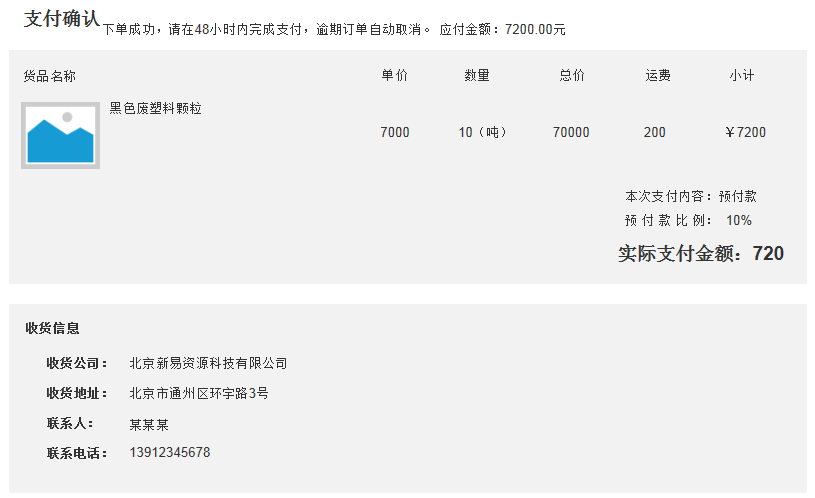 支付确认 下单成功，请在48小时内完成支付，逾期订单自动取消。 应付金额：7200.00元
货品名称 单价 数量 总价 运费 小计
黑色废塑料颗粒
7000 10（吨） 70000 200 ￥7200
本次支付内容：预付款
预 付 款 比 例： 10%
实际支付金额：720
收货信息
收货公司： 北京新易资源科技有限公司
收货地址： 北京市通州区环宇路3号
联系人： 某某某
联系电话： 13912345678